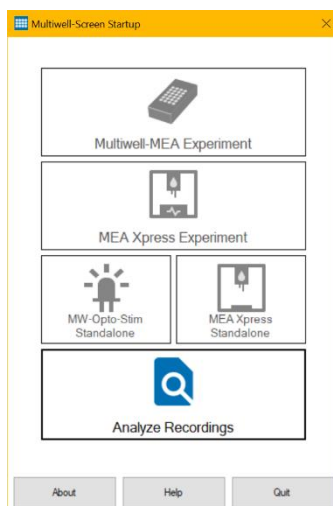 Multiwell-Screen Startup
Multiwell-MEA Experiment
MEA Xpress Experiment
MW-Opto-Stim
Standalone
MEA Xpress
Standalone
Analyze Recordings
About
Help
Quit